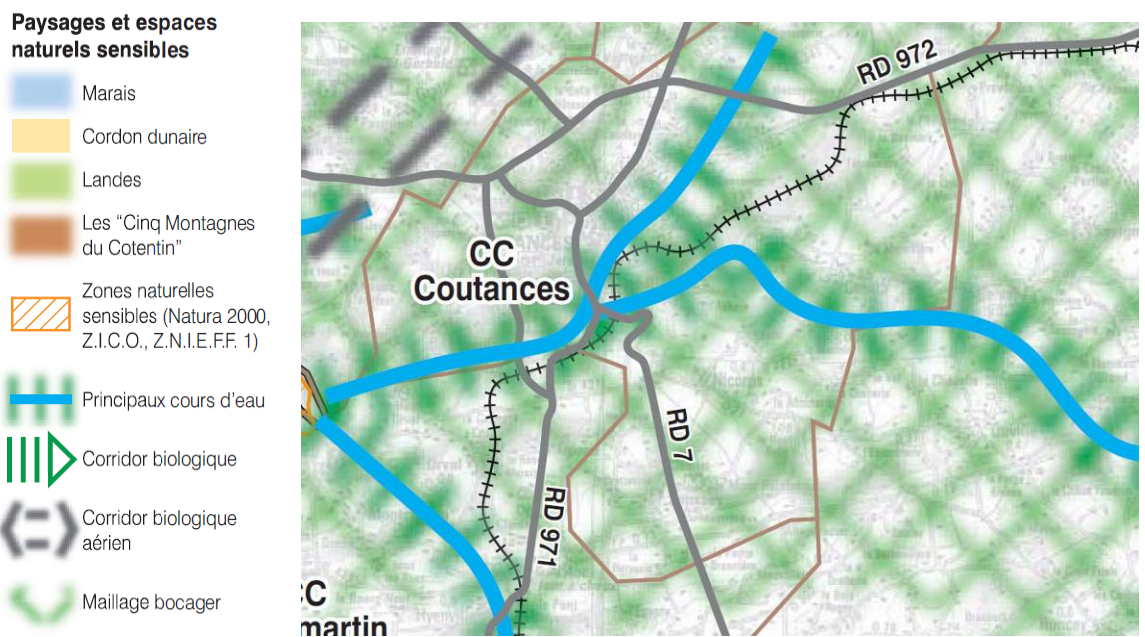 Paysages et espaces
naturels sensibles
Marais
Cordon dunaire
Landes
Les “Cinq Montagnes
du Cotentin”
Zones naturelles
sensibles (Natura 2000,
Z.I.C.O., Z.N.I.E.F.F. 1)
Principaux cours d'eau
Corridor biologique
Corridor biologique
aérien
Maillage bocager
RD 972
CC
Coutances
RD 7
RD 971
CC
martin